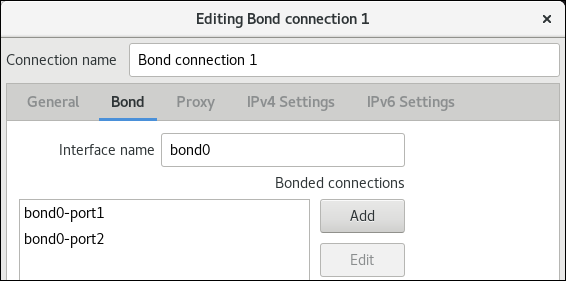 Editing Bond connection 1
Connection name Bond connection 1
General Bond Proxy IPv4 Settings IPv6 Settings
Interface name bond0
Bonded connections
bond0-port1 Add
bond0-port2
Edit